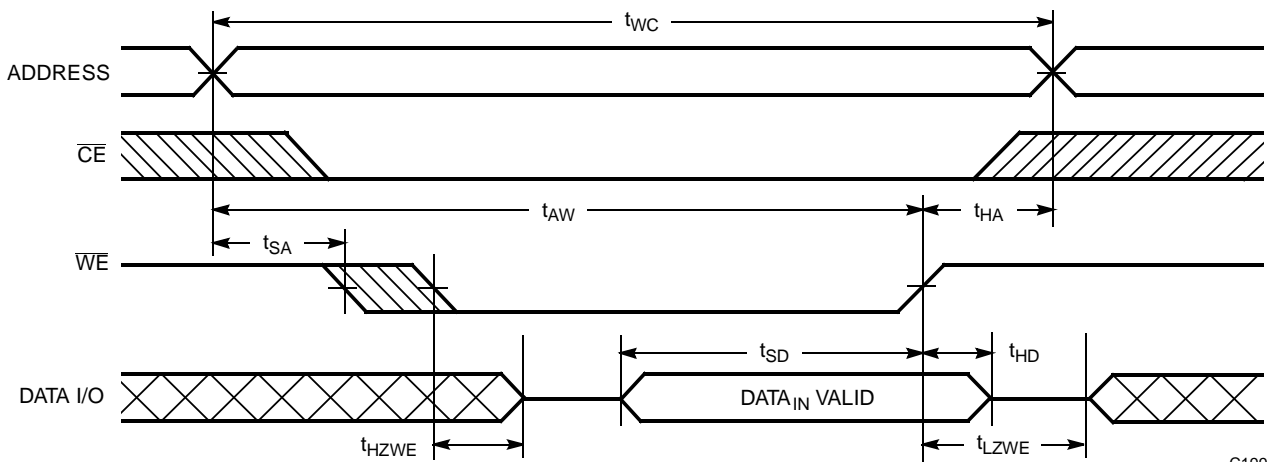 tWC
ADDRESS
CE
tAW
tHA
tSA
WE
tSD
tHD
DATA I/O
DATAIN VALID
tHZWE
tLZWE